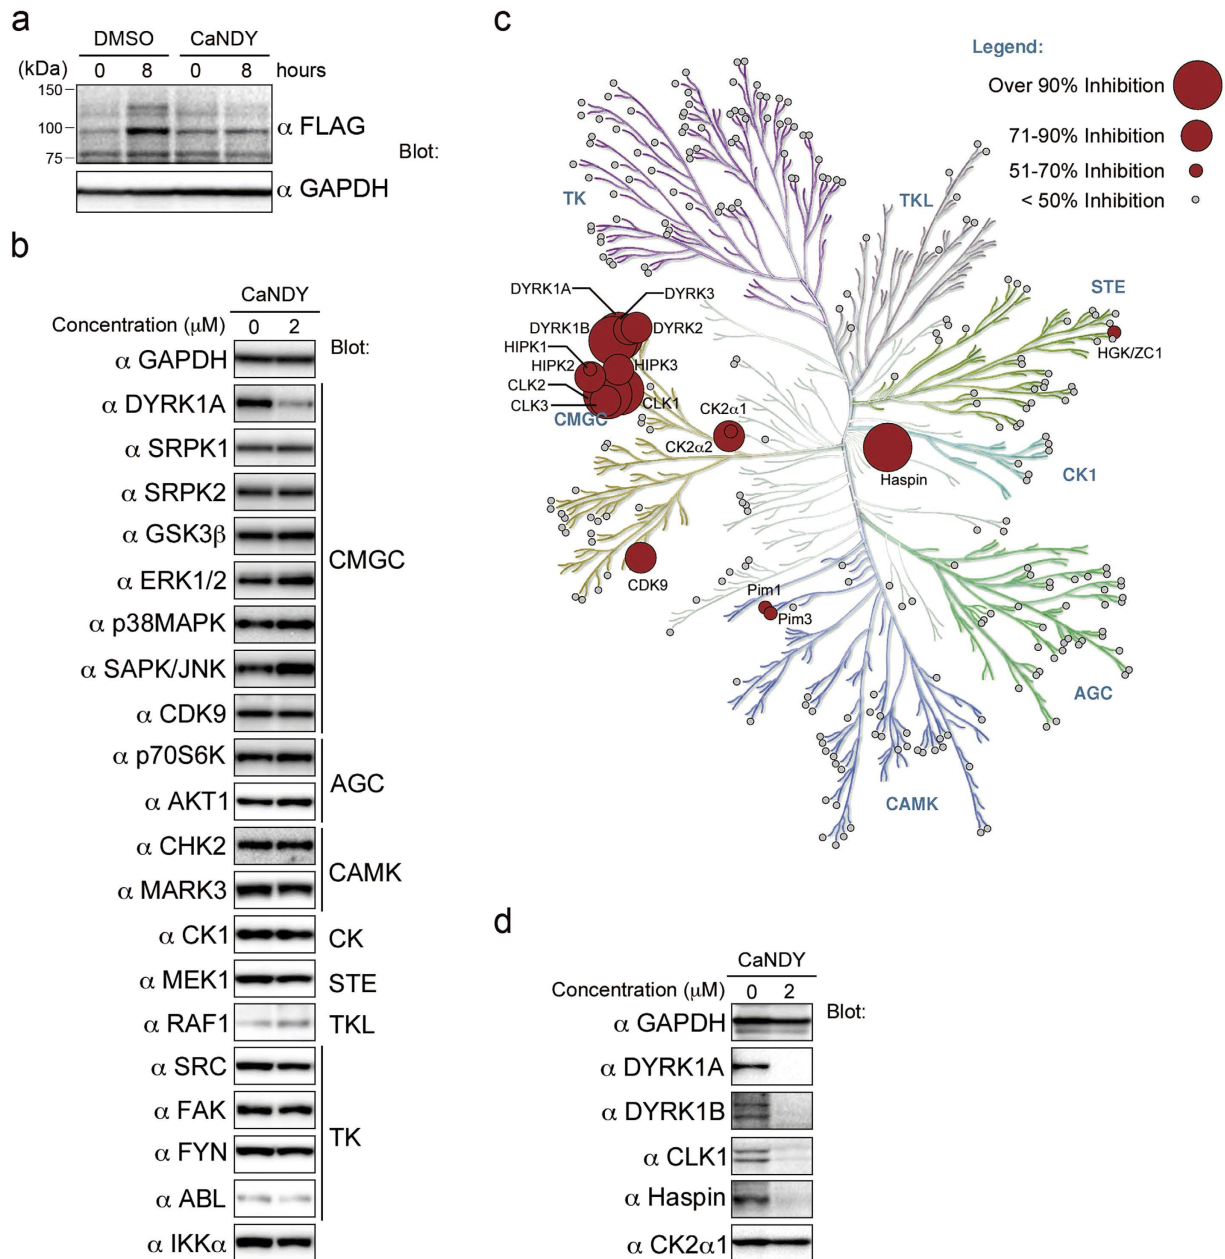 a
DMSO CaNDY
(kDa) 0 8 0 8 hours
150
100
75
α FLAG
Blot:
α GAPDH
b
CaNDY
Concentration (μM) 0 2
Blot:
α GAPDH
α DYRK1A
α SRPK1
α SRPK2
α GSK3β
α ERK1/2
α p38MAPK
α SAPK/JNK
α CDK9
CMGC
α p70S6K
α AKT1
AGC
α CHK2
α MARK3
CAMK
α CK1
CK
α MEK1
STE
α RAF1
TKL
α SRC
α FAK
α FYN
α ABL
TK
α IKKα
c
Legend:
Over 90% Inhibition
71-90% Inhibition
51-70% Inhibition
< 50% Inhibition
TK
TKL
STE
HGK/ZC1
DYRK1A
DYRK3
DYRK1B
DYRK2
HIPK1
HIPK2
HIPK3
CLK2
CLK3
CLK1
CMGC
CK2α1
CK2α2
Haspin
CK1
CDK9
Pim1
Pim3
AGC
CAMK
d
CaNDY
Concentration (μM) 0 2
Blot:
α GAPDH
α DYRK1A
α DYRK1B
α CLK1
α Haspin
α CK2α1